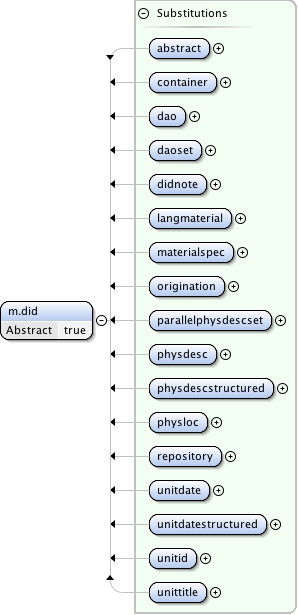 Substitutions
abstract
container
dao
daoset
didnote
langmaterial
materialspec
origination
m.did
Abstract true
parallelphysdescset
physdesc
physdescstructured
physloc
repository
unitdate
unitdatestructured
unitid
unittitle